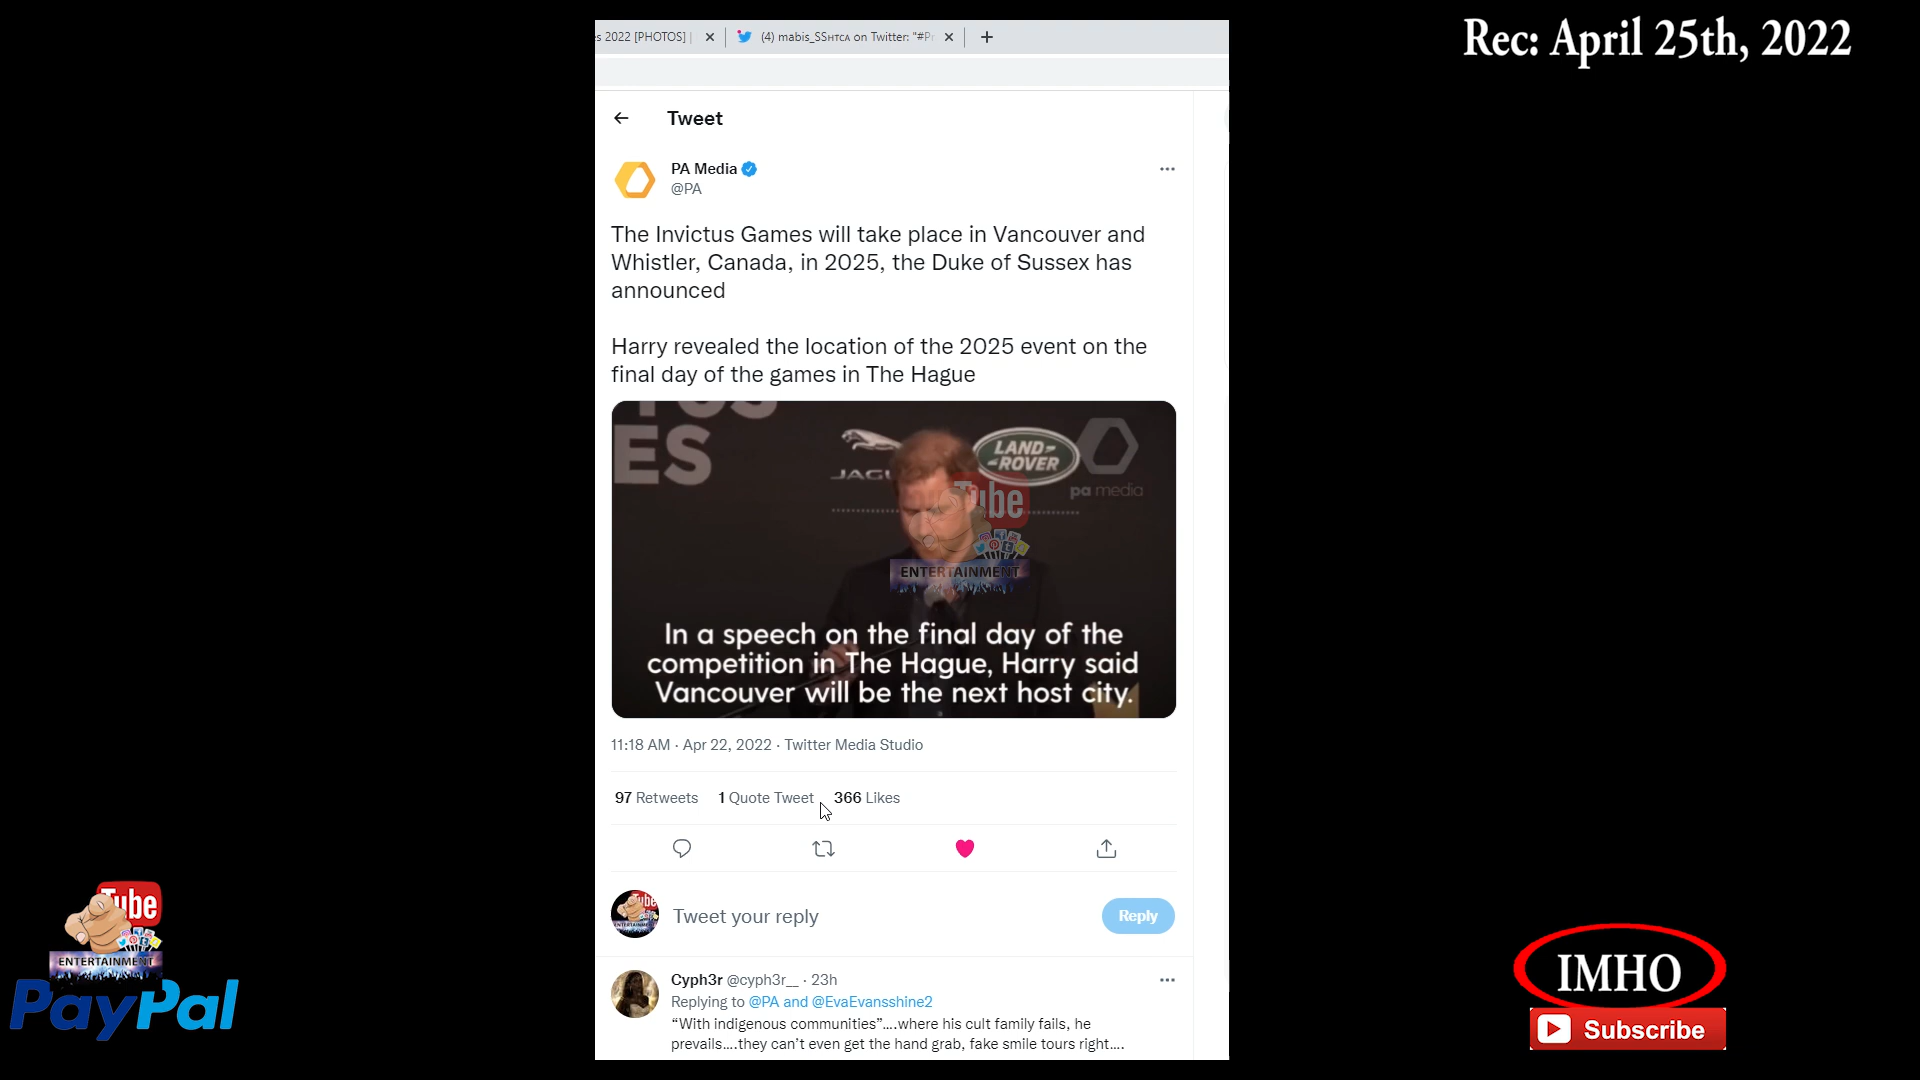 Rec: April 25th, 2022
s 2022 [PHOTOS] |
(4) mabis_SSHTCA on Twitter: "#Pr
Tweet
PA Media
@PA
The Invictus Games will take place in Vancouver and
Whistler, Canada, in 2025, the Duke of Sussex has
announced
Harry revealed the location of the 2025 event on the
final day of the games in The Hague
ES
JAGU
LAND-
-ROVER
pa media
Tube
ENTERTAINMENT
In a speech on the final day of the
competition in The Hague, Harry said
Vancouver will be the next host city.
11:18 AM · Apr 22, 2022 · Twitter Media Studio
97 Retweets 1 Quote Tweet 366 Likes
Tweet your reply
Reply
Cyph3r @cyph3r__ · 23h
Replying to @PA and @EvaEvansshine2
“With indigenous communities”....where his cult family fails, he
prevails....they can’t even get the hand grab, fake smile tours right....
Tube
ENTERTAINMENT
PayPal
IMHO
Subscribe